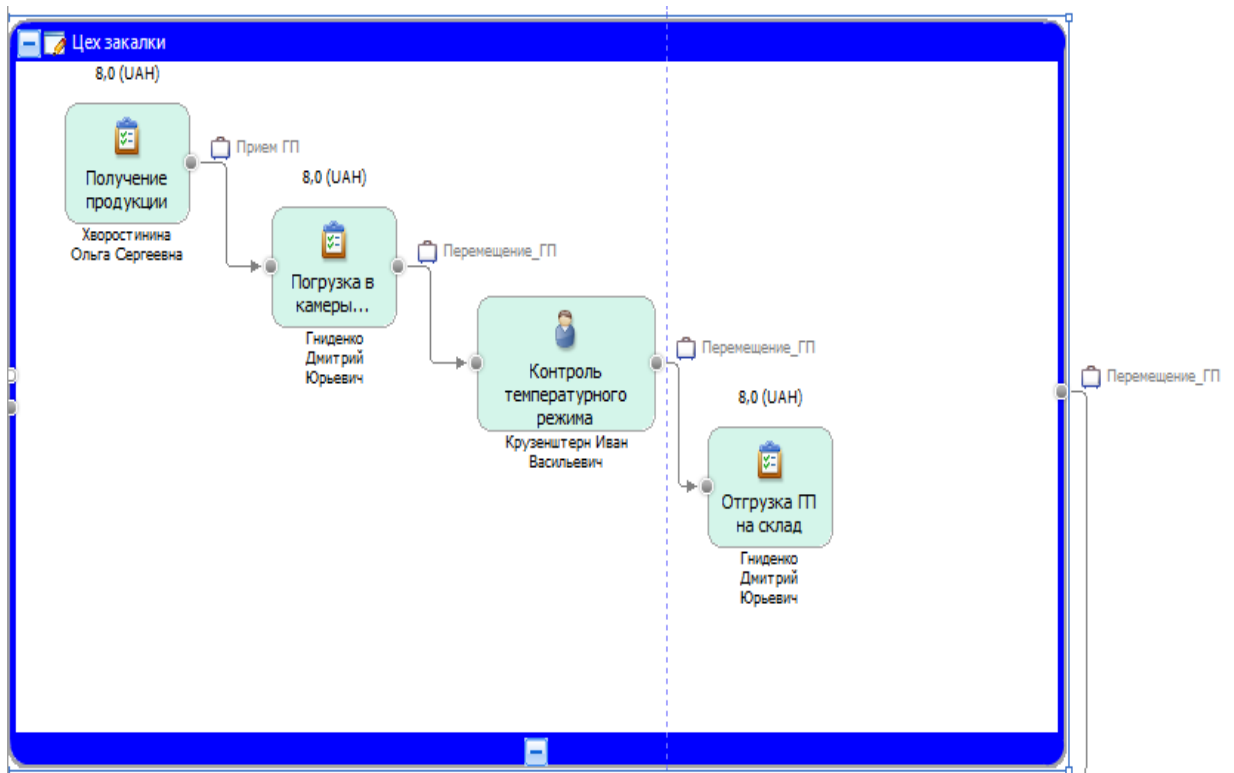 Цех закалки
8,0 (UAH)
Получение
продукции
Хворостинина
Ольга Сергеевна
Прием ГП
8,0 (UAH)
Погрузка в
камеры...
Гниденко
Дмитрий
Юрьевич
Перемещение_ГП
Контроль
температурного
режима
Крузенштерн Иван
Васильевич
Перемещение_ГП
8,0 (UAH)
Отгрузка ГП
на склад
Гниденко
Дмитрий
Юрьевич
Перемещение_ГП